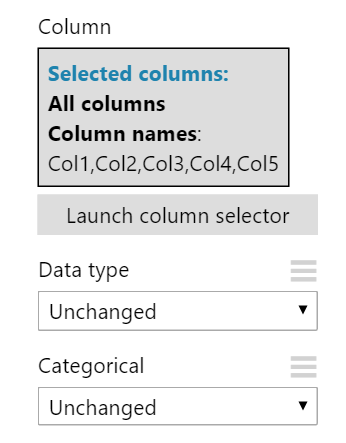 Column
Selected columns:
All columns
Column names:
Col1,Col2,Col3,Col4,Col5
Launch column selector
Data type
Unchanged
Categorical
Unchanged